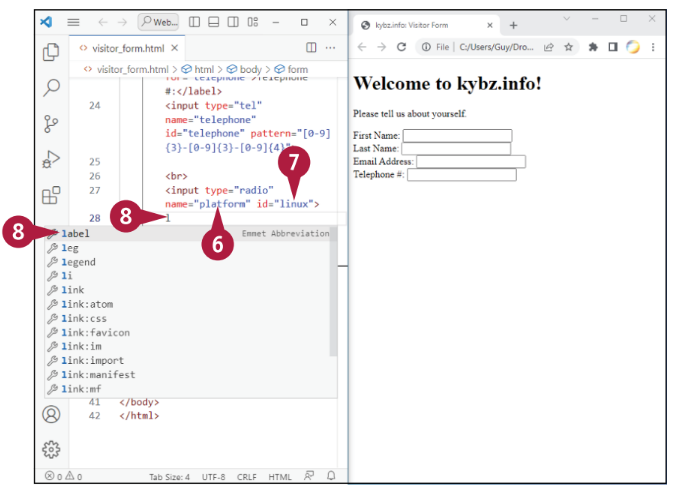 Web...
visitor_form.html
visitor_form.html > html > body > form
for="telephone">Telephone
#:</label>
24 <input type="tel"
name="telephone"
id="telephone" pattern="[0-9]
{3}-[0-9]{3}-[0-9]{4}"
25
26 <br>
27 <input type="radio"
name="platform" id="linux">
28 l
7
8
6
8
label Emmet Abbreviation
leg
legend
li
link
link:atom
link:css
link:favicon
link:im
link:import
link:manifest
link:mf
41 </body>
42 </html>
0 0 Tab Size: 4 UTF-8 CRLF HTML
kybz.info: Visitor Form
File | C:/Users/Guy/Dro...
Welcome to kybz.info!
Please tell us about yourself.
First Name:
Last Name:
Email Address:
Telephone #: